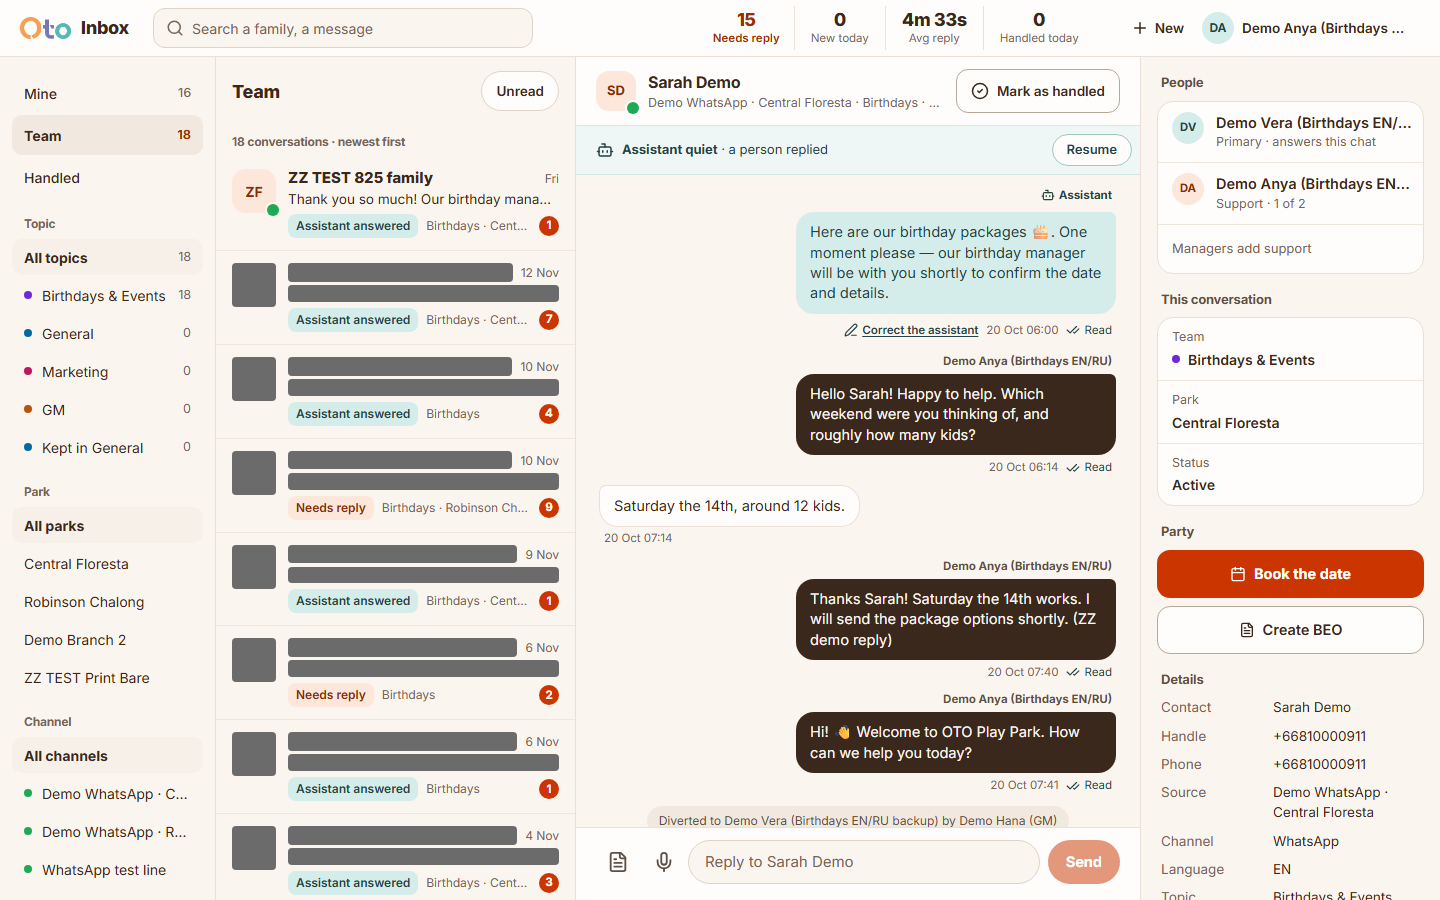 Oto Inbox
Search a family, a message
15
Needs reply
0
New today
4m 33s
Avg reply
0
Handled today
New
DA
Demo Anya (Birthdays ...
Mine 16
Team 18
Handled
Topic
All topics 18
Birthdays & Events 18
General 0
Marketing 0
GM 0
Kept in General 0
Park
All parks
Central Floresta
Robinson Chalong
Demo Branch 2
ZZ TEST Print Bare
Channel
All channels
Demo WhatsApp · C...
Demo WhatsApp · R...
WhatsApp test line
Team
Unread
18 conversations · newest first
ZF
ZZ TEST 825 family Fri
Thank you so much! Our birthday mana...
Assistant answered Birthdays · Cent... 1
12 Nov
Assistant answered Birthdays · Cent... 7
10 Nov
Assistant answered Birthdays 4
10 Nov
Needs reply Birthdays · Robinson Ch... 9
9 Nov
Assistant answered Birthdays · Cent... 1
6 Nov
Needs reply Birthdays 2
6 Nov
Assistant answered Birthdays 1
4 Nov
Assistant answered Birthdays · Cent... 3
SD
Sarah Demo
Demo WhatsApp · Central Floresta · Birthdays · ...
Mark as handled
Assistant quiet · a person replied
Resume
Assistant
Here are our birthday packages 🎂. One
moment please — our birthday manager
will be with you shortly to confirm the date
and details.
Correct the assistant 20 Oct 06:00 Read
Demo Anya (Birthdays EN/RU)
Hello Sarah! Happy to help. Which
weekend were you thinking of, and
roughly how many kids?
20 Oct 06:14 Read
Saturday the 14th, around 12 kids.
20 Oct 07:14
Demo Anya (Birthdays EN/RU)
Thanks Sarah! Saturday the 14th works. I
will send the package options shortly. (ZZ
demo reply)
20 Oct 07:40 Read
Demo Anya (Birthdays EN/RU)
Hi! 👋 Welcome to OTO Play Park. How
can we help you today?
20 Oct 07:41 Read
Diverted to Demo Vera (Birthdays EN/RU backup) by Demo Hana (GM)
Reply to Sarah Demo
Send
People
DV
Demo Vera (Birthdays EN/...
Primary · answers this chat
DA
Demo Anya (Birthdays EN...
Support · 1 of 2
Managers add support
This conversation
Team
Birthdays & Events
Park
Central Floresta
Status
Active
Party
Book the date
Create BEO
Details
Contact Sarah Demo
Handle +66810000911
Phone +66810000911
Source Demo WhatsApp ·
Central Floresta
Channel WhatsApp
Language EN
Topic Birthdays & Events